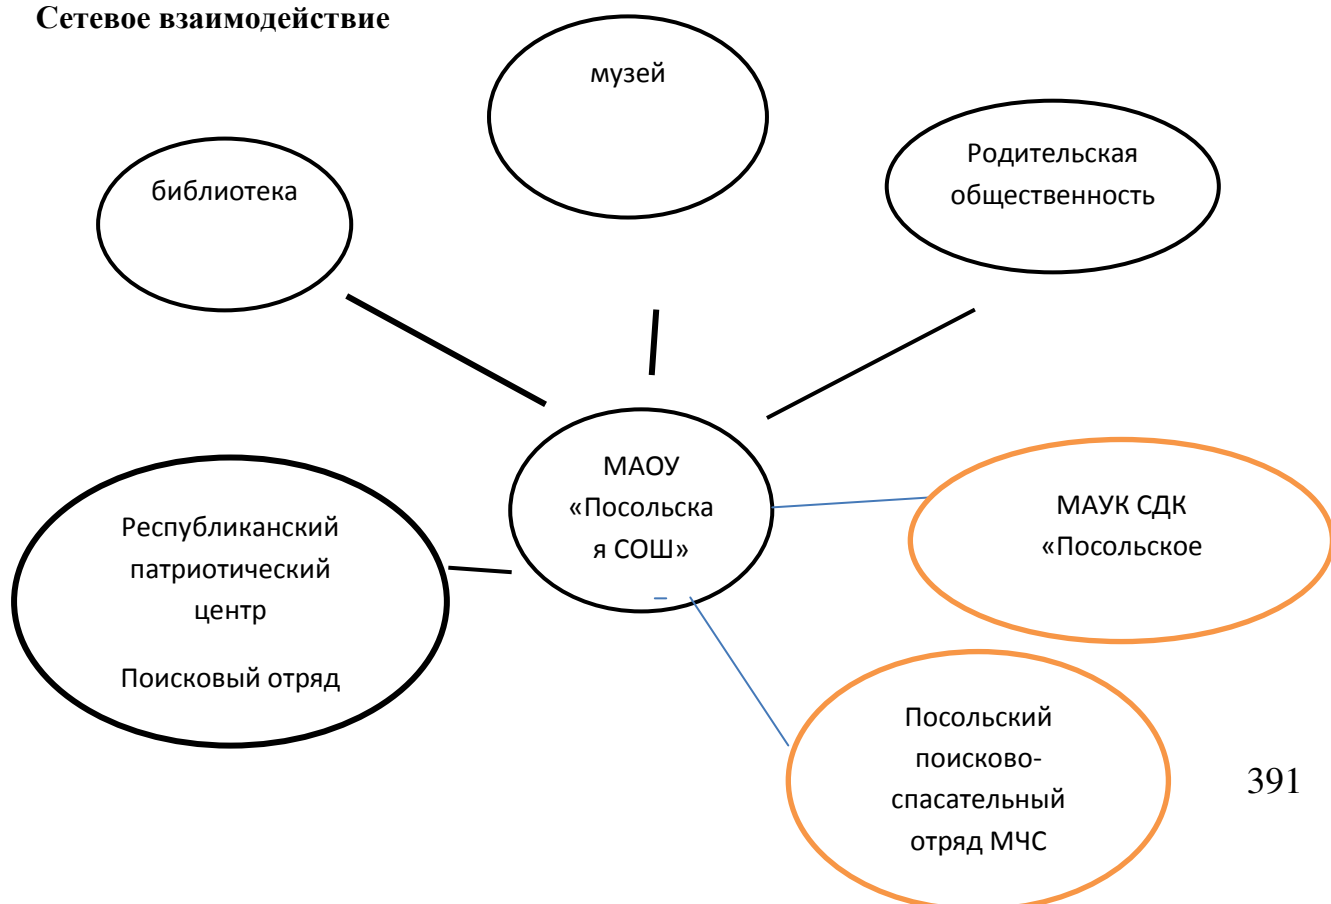 Сетевое взаимодействие
музей
Родительская
общественность
библиотека
МАОУ
«Посольска
я СОШ»
МАУК СДК
«Посольское
Республиканский
патриотический
центр
Поисковый отряд
Посольский
поисково-
спасательный
отряд МЧС
391